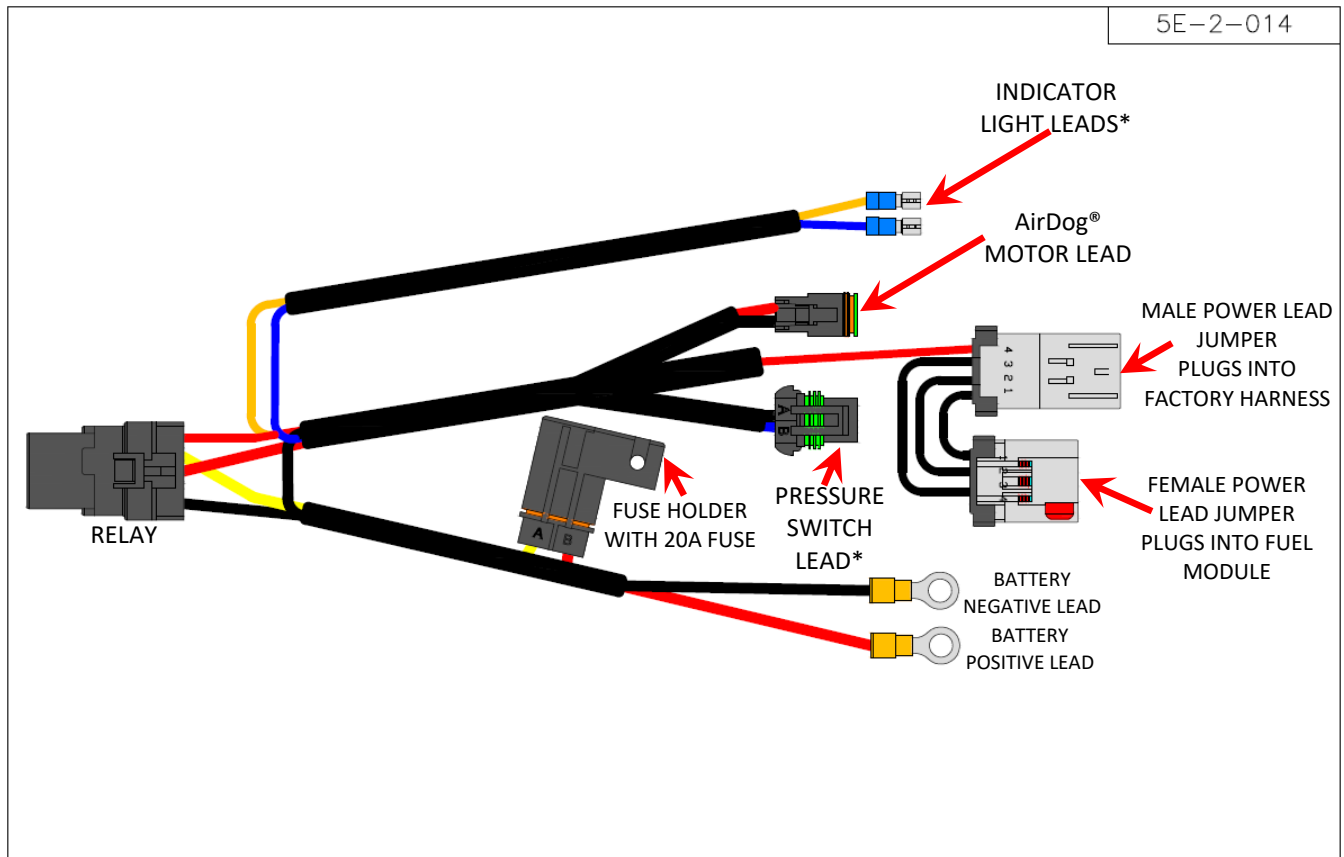 5E-2-014
INDICATOR
LIGHT LEADS*
AirDog®
MOTOR LEAD
MALE POWER LEAD
JUMPER
PLUGS INTO
FACTORY HARNESS
4 3 2 1
A
B
A B
RELAY
FUSE HOLDER
WITH 20A FUSE
PRESSURE
SWITCH
LEAD*
FEMALE POWER
LEAD JUMPER
PLUGS INTO FUEL
MODULE
BATTERY
NEGATIVE LEAD
BATTERY
POSITIVE LEAD